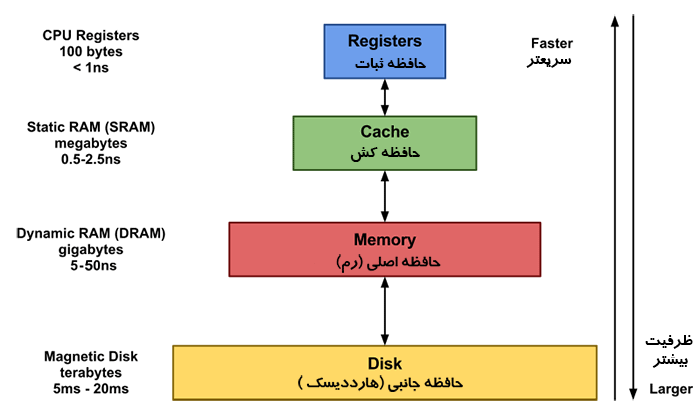 CPU Registers
100 bytes
< 1ns
Registers
حافظه ثبات
Faster
سریعتر
Static RAM (SRAM)
megabytes
0.5-2.5ns
Cache
حافظه کش
Dynamic RAM (DRAM)
gigabytes
5-50ns
Memory
حافظه اصلی (رم)
Magnetic Disk
terabytes
5ms - 20ms
Disk
حافظه جانبی (هارددیسک )
ظرفیت
بیشتر
Larger